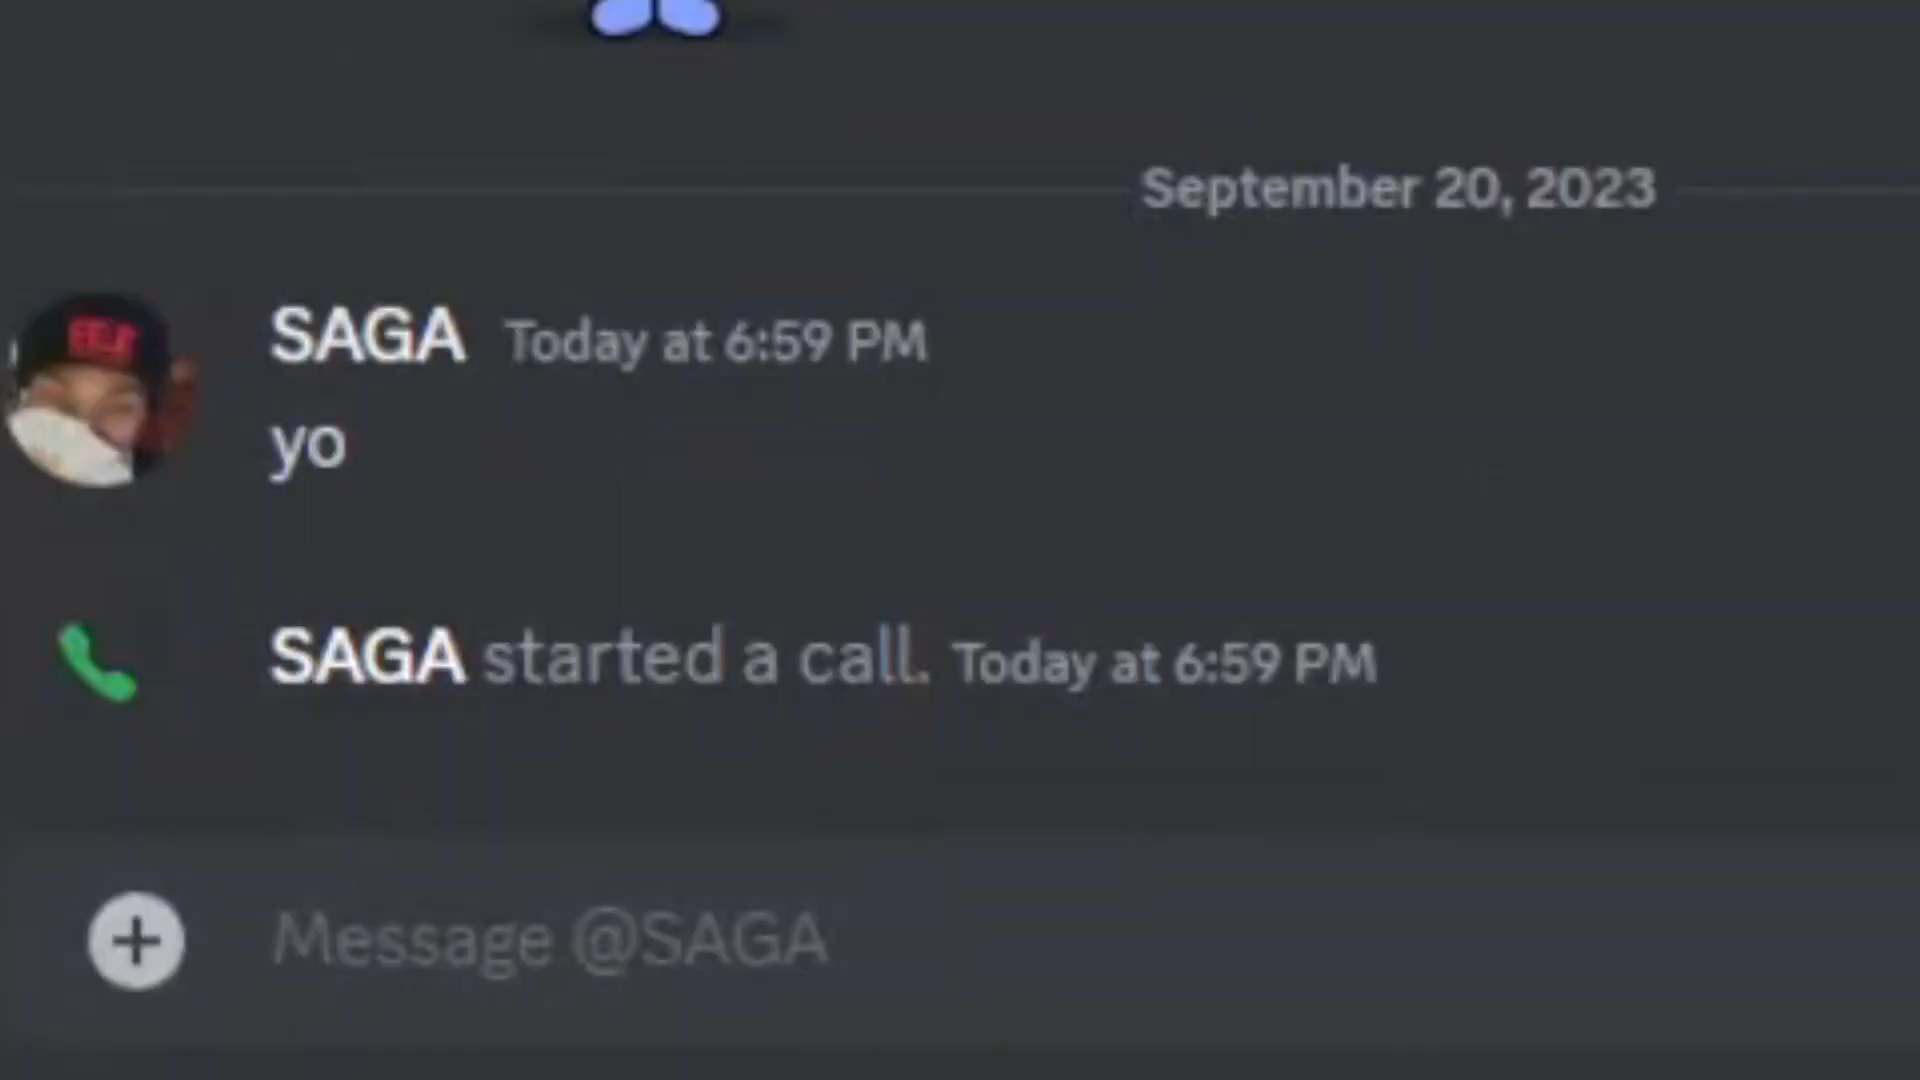 September 20, 2023
SAGA Today at 6:59 PM
yo
SAGA started a call. Today at 6:59 PM
Message @SAGA